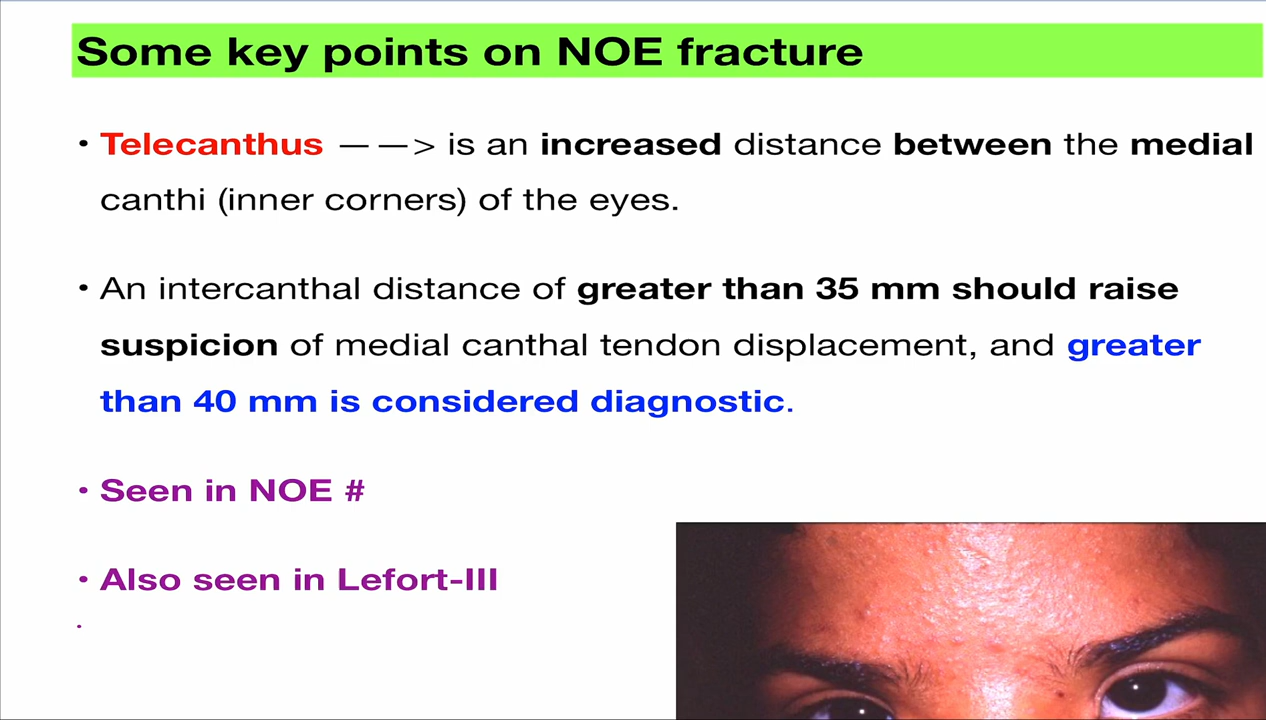 Some key points on NOE fracture
• Telecanthus — —> is an increased distance between the medial
canthi (inner corners) of the eyes.
• An intercanthal distance of greater than 35 mm should raise
suspicion of medial canthal tendon displacement, and greater
than 40 mm is considered diagnostic.
• Seen in NOE #
• Also seen in Lefort-III
•